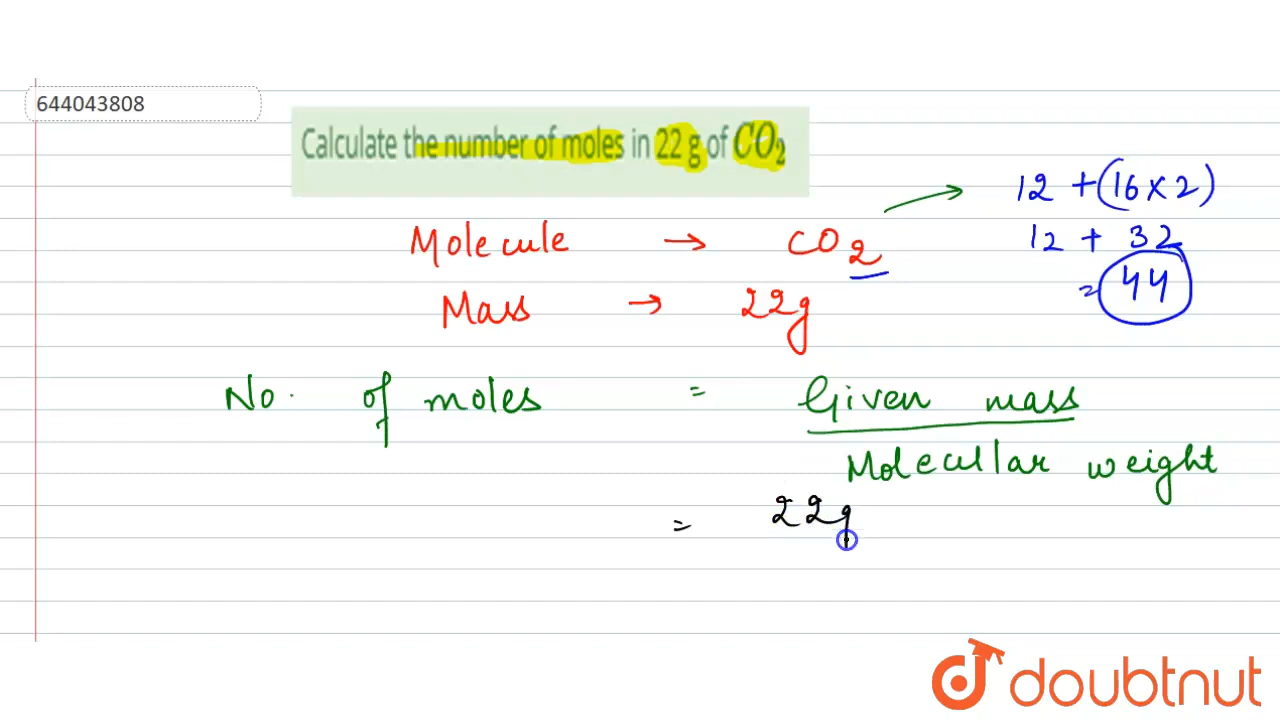 644043808
Calculate the number of moles in 22 g of CO₂
12 + (16 x 2)
Molecule → CO₂
12 + 32
= 44
Mass → 22g
No. of moles = Given mass
Molecular weight
= 22g
doubtnut